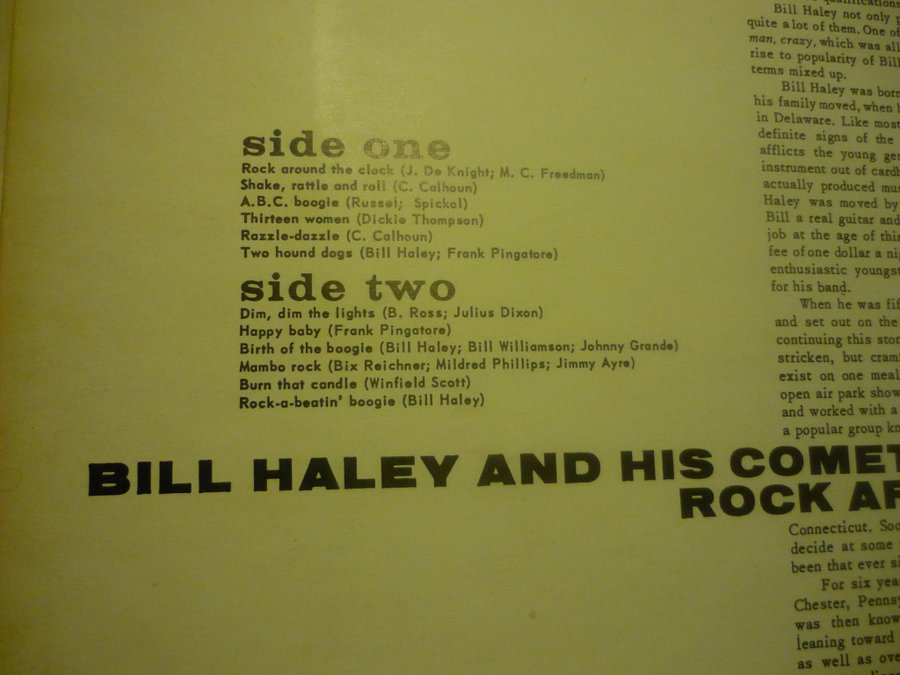 side one
Rock around the clock (J. De Knight; M. C. Freedman)
Shake, rattle and roll (C. Calhoun)
A.B.C. boogie (Russel; Spickol)
Thirteen women (Dickie Thompson)
Razzle-dazzle (C. Calhoun)
Two hound dogs (Bill Haley; Frank Pingatore)
side two
Dim, dim the lights (B. Ross; Julius Dixon)
Happy baby (Frank Pingatore)
Birth of the boogie (Bill Haley; Bill Williamson; Johnny Grande)
Mambo rock (Bix Reichner; Mildred Phillips; Jimmy Ayre)
Burn that candle (Winfield Scott)
Rock-a-beatin' boogie (Bill Haley)
BILL HALEY AND HIS COMET
ROCK AR
Bill Haley not only
quite a lot of them. One of
man, crazy, which was all
rise to popularity of Bill
terms mixed up.
Bill Haley was born
his family moved, when
in Delaware. Like most
definite signs of the
afflicts the young ge
instrument out of card
actually produced mus
Haley was moved by
Bill a real guitar and
job at the age of thi
fee of one dollar a ni
enthusiastic youngst
for his band.
When he was fif
and set out on the
continuing this stor
stricken, but cram
exist on one meal
open air park show
and worked with a
a popular group kn
Connecticut. Soo
decide at some
been that ever si
For six yea
Chester, Penns
was then know
leaning toward
as well as ove